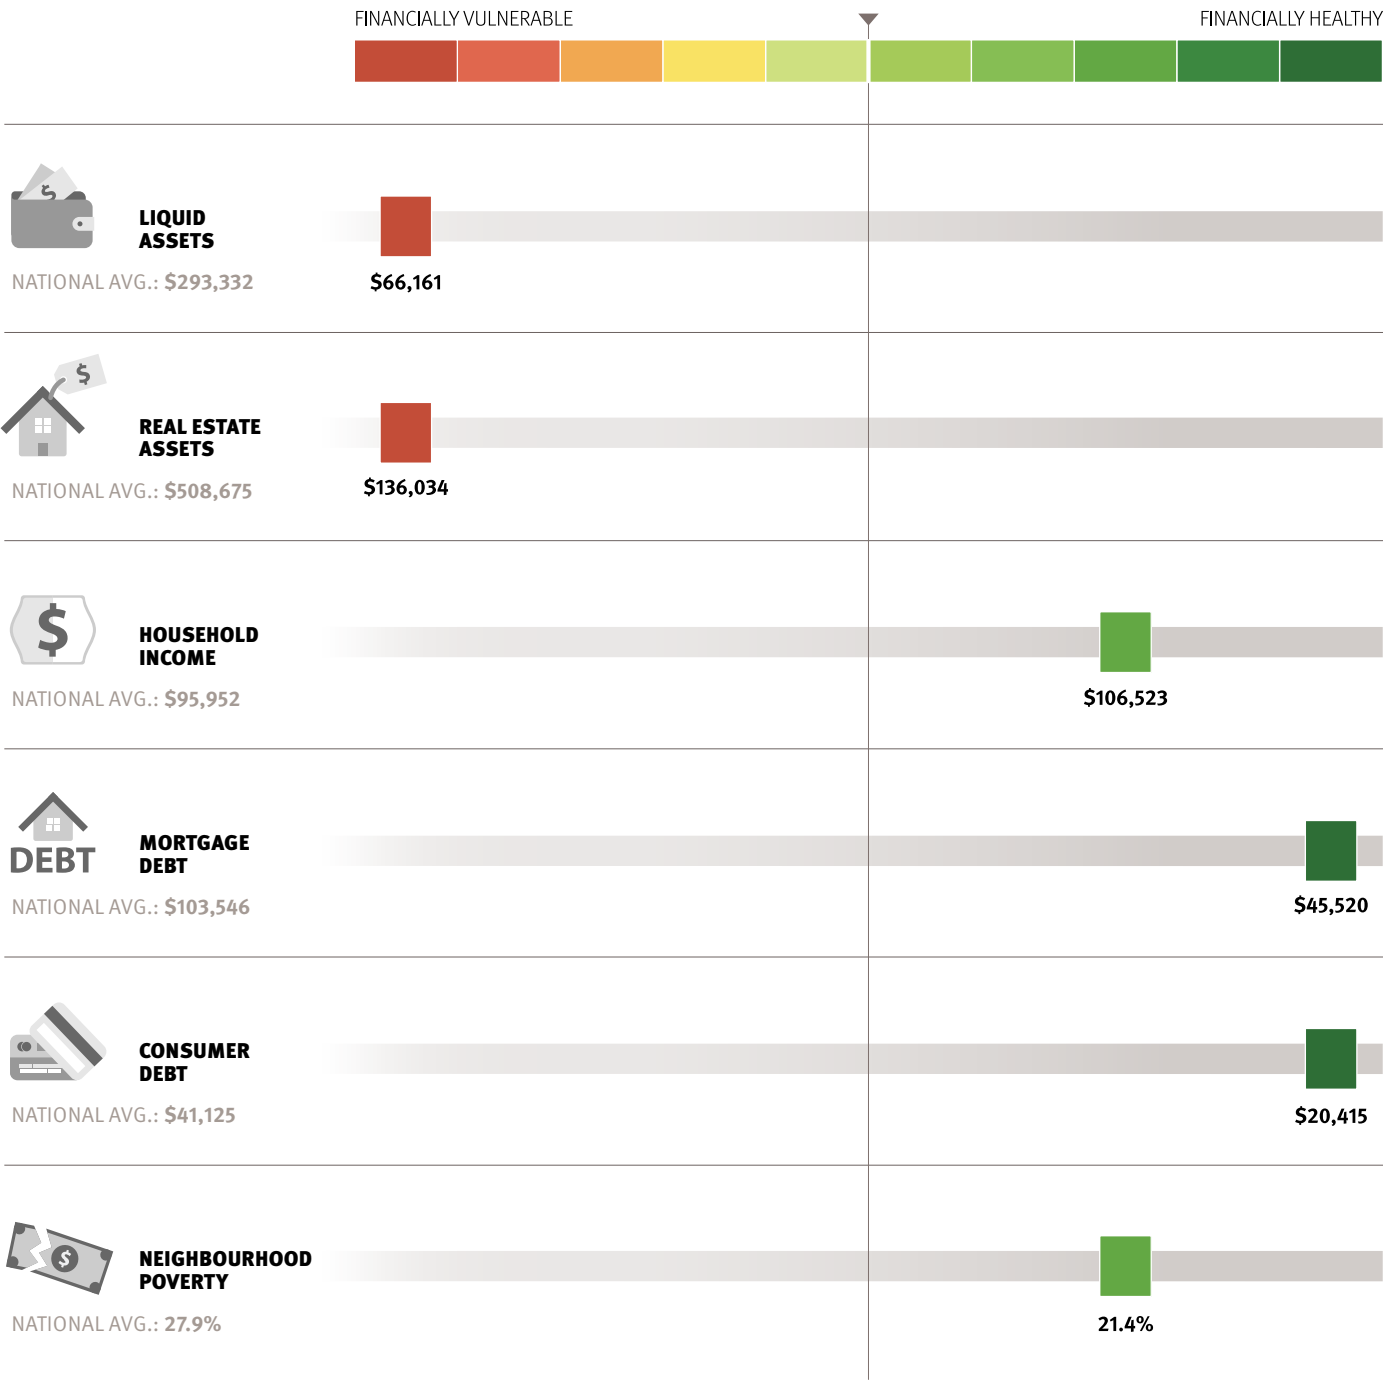 FINANCIALLY VULNERABLE
FINANCIALLY HEALTHY
$
LIQUID
ASSETS
NATIONAL AVG.: $293,332
$66,161
$
REAL ESTATE
ASSETS
NATIONAL AVG.: $508,675
$136,034
$
HOUSEHOLD
INCOME
NATIONAL AVG.: $95,952
$106,523
DEBT
MORTGAGE
DEBT
NATIONAL AVG.: $103,546
$45,520
CONSUMER
DEBT
NATIONAL AVG.: $41,125
$20,415
$
NEIGHBOURHOOD
POVERTY
NATIONAL AVG.: 27.9%
21.4%